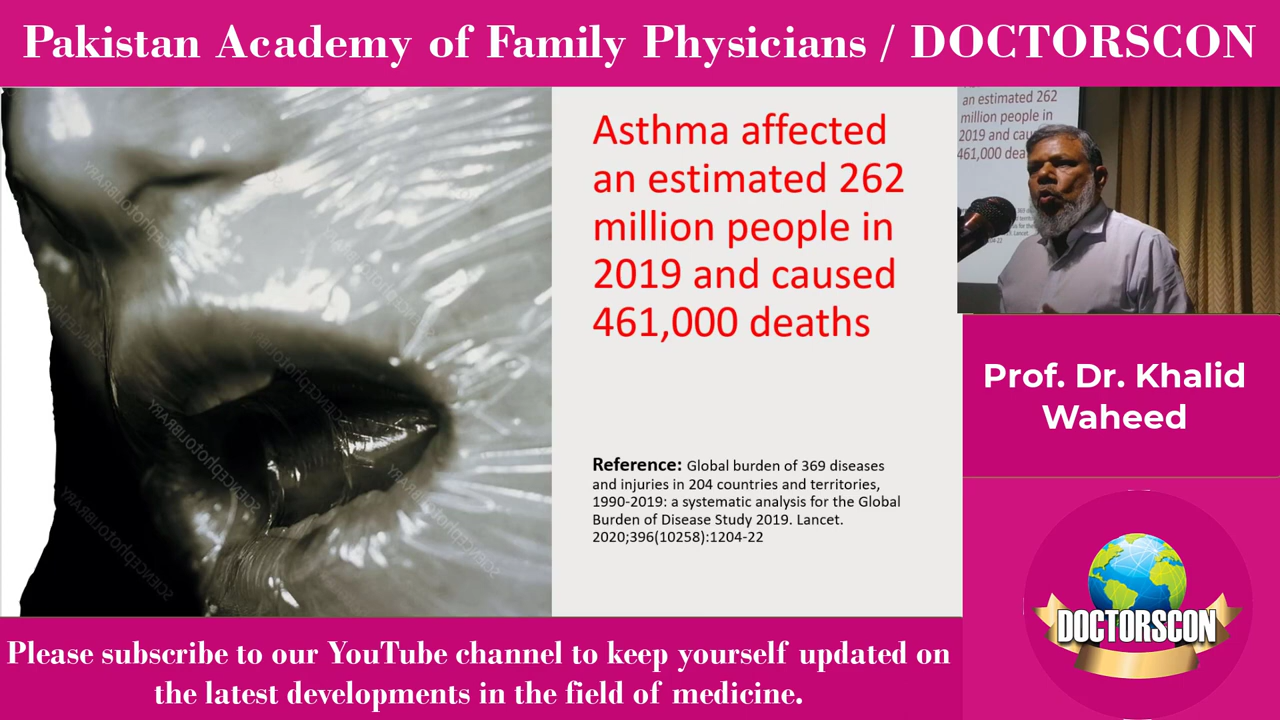 Pakistan Academy of Family Physicians / DOCTORSCON
Asthma affected
an estimated 262
million people in
2019 and caused
461,000 deaths
Reference: Global burden of 369 diseases
and injuries in 204 countries and territories,
1990-2019: a systematic analysis for the Global
Burden of Disease Study 2019. Lancet.
2020;396(10258):1204-22
SCIENCEPHOTOLIBRARY
SCIENCEPHOTOLIBRARY
SCIENCEPHOTOLIBRARY
SCIENCEPHOTOLIBRARY
an estimated 262
million people in
2019 and cau
461,000 dea
Prof. Dr. Khalid
Waheed
DOCTORSCON
Please subscribe to our YouTube channel to keep yourself updated on
the latest developments in the field of medicine.